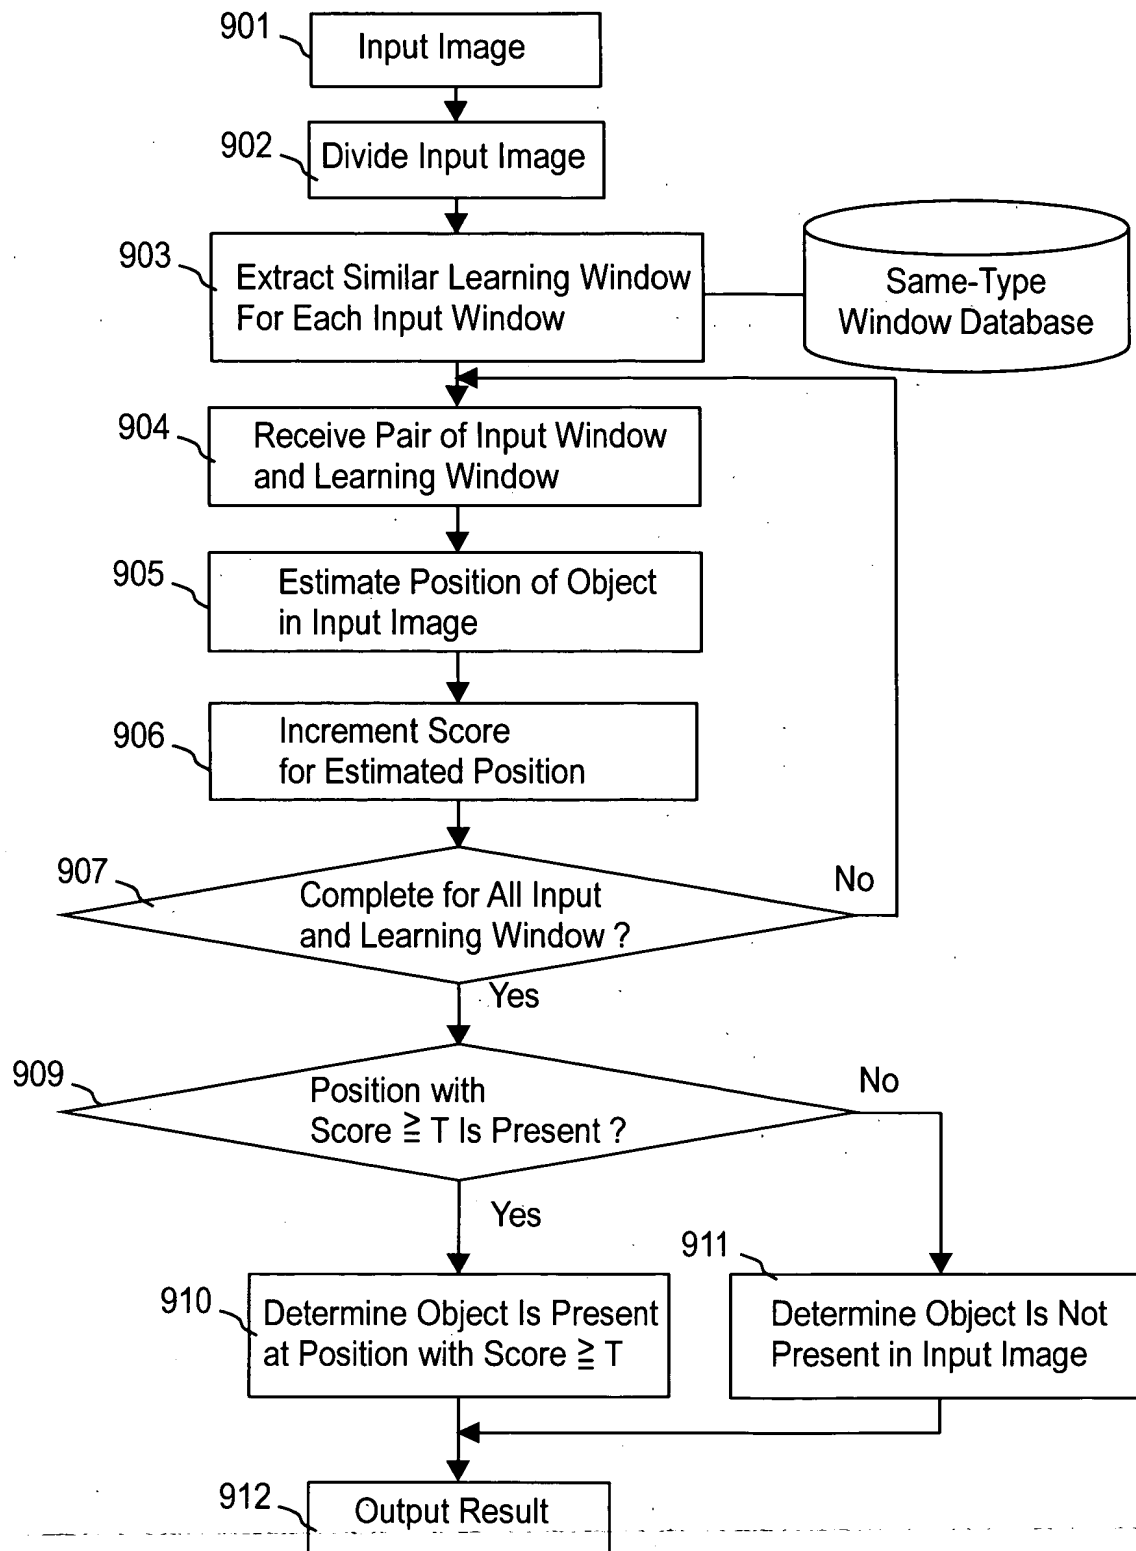 901
Input Image
902
Divide Input Image
903
Extract Similar Learning Window
For Each Input Window
Same-Type
Window Database
904
Receive Pair of Input Window
and Learning Window
905
Estimate Position of Object
in Input Image
906
Increment Score
for Estimated Position
907
Complete for All Input
and Learning Window ?
No
Yes
909
Position with
Score ≧ T Is Present ?
No
Yes
910
Determine Object Is Present
at Position with Score ≧ T
911
Determine Object Is Not
Present in Input Image
912
Output Result